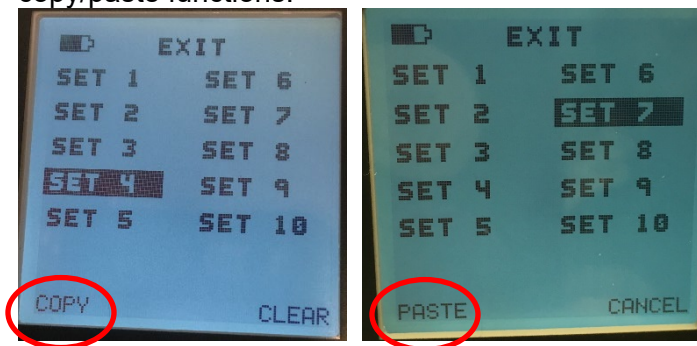 copy/paste functions.
EXIT
SET 1 SET 6
SET 2 SET 7
SET 3 SET 8
SET 4 SET 9
SET 5 SET 10
COPY CLEAR
EXIT
SET 1 SET 6
SET 2 SET 7
SET 3 SET 8
SET 4 SET 9
SET 5 SET 10
PASTE CANCEL